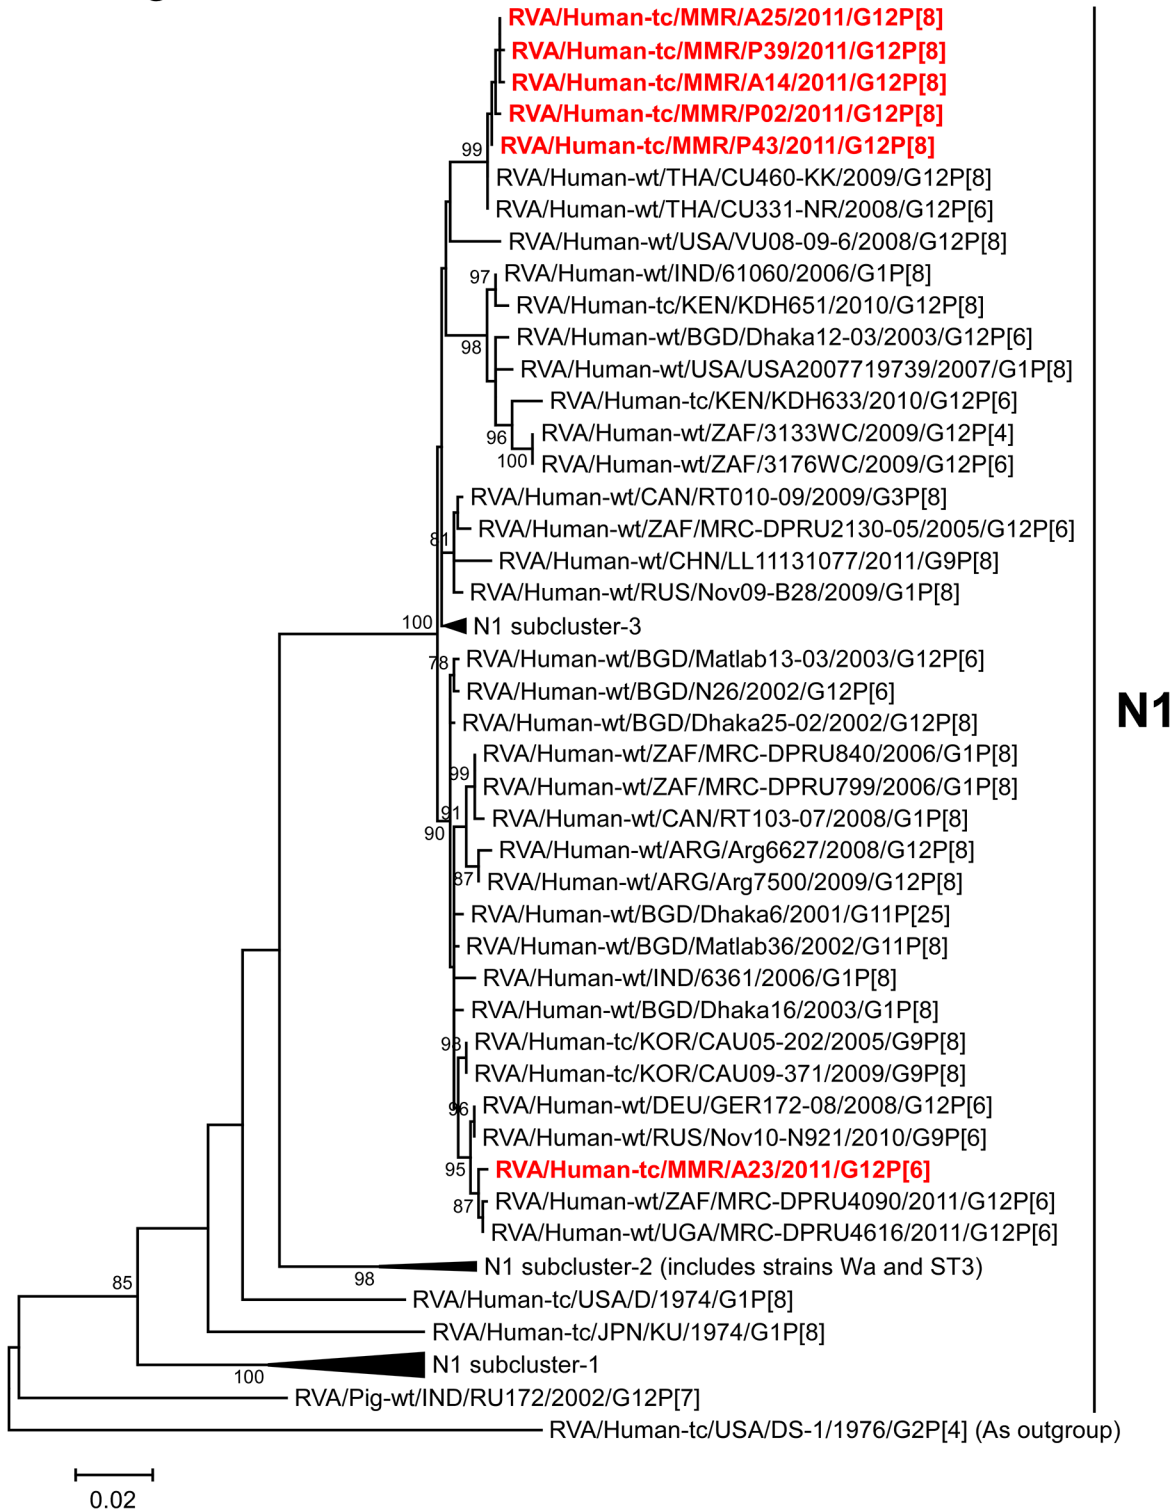 RVA/Human-tc/MMR/A25/2011/G12P[8]
RVA/Human-tc/MMR/P39/2011/G12P[8]
RVA/Human-tc/MMR/A14/2011/G12P[8]
RVA/Human-tc/MMR/P02/2011/G12P[8]
RVA/Human-tc/MMR/P43/2011/G12P[8]
99
RVA/Human-wt/THA/CU460-KK/2009/G12P[8]
RVA/Human-wt/THA/CU331-NR/2008/G12P[6]
RVA/Human-wt/USA/VU08-09-6/2008/G12P[8]
97
RVA/Human-wt/IND/61060/2006/G1P[8]
RVA/Human-tc/KEN/KDH651/2010/G12P[8]
98
RVA/Human-wt/BGD/Dhaka12-03/2003/G12P[6]
RVA/Human-wt/USA/USA2007719739/2007/G1P[8]
RVA/Human-tc/KEN/KDH633/2010/G12P[6]
96
RVA/Human-wt/ZAF/3133WC/2009/G12P[4]
100
RVA/Human-wt/ZAF/3176WC/2009/G12P[6]
RVA/Human-wt/CAN/RT010-09/2009/G3P[8]
RVA/Human-wt/ZAF/MRC-DPRU2130-05/2005/G12P[6]
81
RVA/Human-wt/CHN/LL11131077/2011/G9P[8]
RVA/Human-wt/RUS/Nov09-B28/2009/G1P[8]
100
N1 subcluster-3
78
RVA/Human-wt/BGD/Matlab13-03/2003/G12P[6]
RVA/Human-wt/BGD/N26/2002/G12P[6]
N1
RVA/Human-wt/BGD/Dhaka25-02/2002/G12P[8]
RVA/Human-wt/ZAF/MRC-DPRU840/2006/G1P[8]
99
RVA/Human-wt/ZAF/MRC-DPRU799/2006/G1P[8]
91
RVA/Human-wt/CAN/RT103-07/2008/G1P[8]
90
RVA/Human-wt/ARG/Arg6627/2008/G12P[8]
87
RVA/Human-wt/ARG/Arg7500/2009/G12P[8]
RVA/Human-wt/BGD/Dhaka6/2001/G11P[25]
RVA/Human-wt/BGD/Matlab36/2002/G11P[8]
RVA/Human-wt/IND/6361/2006/G1P[8]
RVA/Human-wt/BGD/Dhaka16/2003/G1P[8]
RVA/Human-tc/KOR/CAU05-202/2005/G9P[8]
RVA/Human-tc/KOR/CAU09-371/2009/G9P[8]
96
RVA/Human-wt/DEU/GER172-08/2008/G12P[6]
RVA/Human-wt/RUS/Nov10-N921/2010/G9P[6]
95
RVA/Human-tc/MMR/A23/2011/G12P[6]
87
RVA/Human-wt/ZAF/MRC-DPRU4090/2011/G12P[6]
RVA/Human-wt/UGA/MRC-DPRU4616/2011/G12P[6]
98
N1 subcluster-2 (includes strains Wa and ST3)
85
RVA/Human-tc/USA/D/1974/G1P[8]
RVA/Human-tc/JPN/KU/1974/G1P[8]
100
N1 subcluster-1
RVA/Pig-wt/IND/RU172/2002/G12P[7]
RVA/Human-tc/USA/DS-1/1976/G2P[4] (As outgroup)
0.02